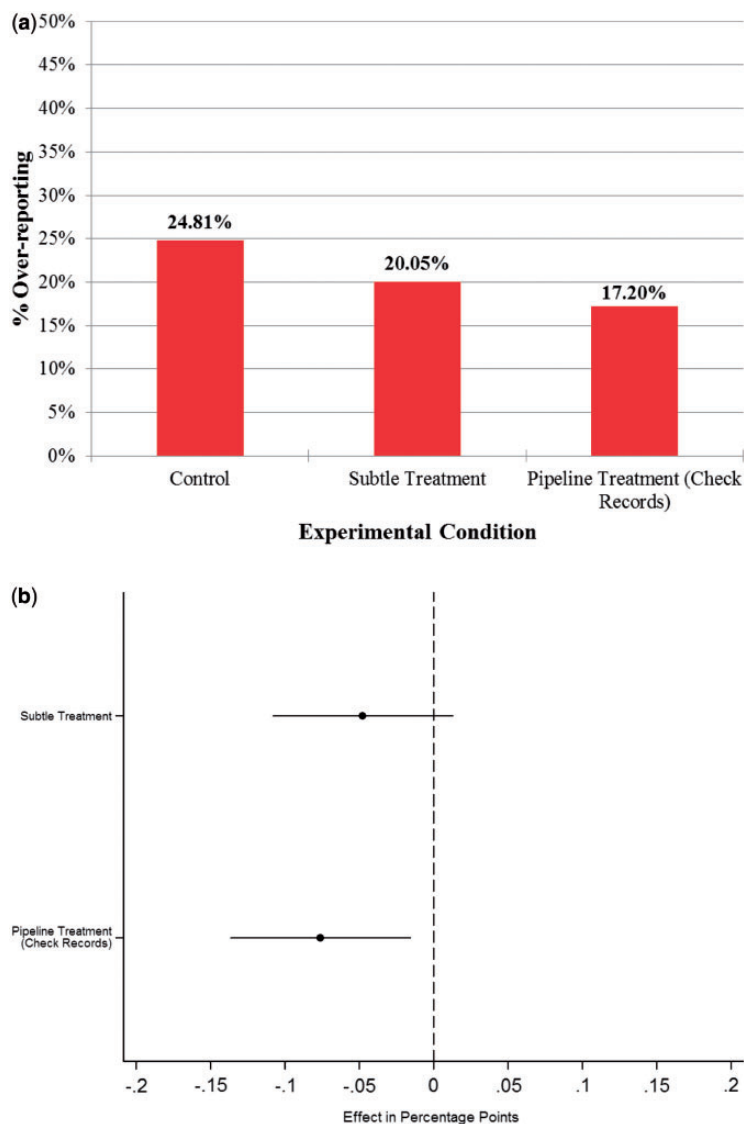 (a)
50%
45%
40%
35%
30%
25%
20%
15%
10%
5%
0%
% Over-reporting
24.81%
20.05%
17.20%
Control
Subtle Treatment
Pipeline Treatment (Check
Records)
Experimental Condition
(b)
Subtle Treatment
Pipeline Treatment
(Check Records)
-.2
-.15
-.1
-.05
0
.05
.1
.15
.2
Effect in Percentage Points